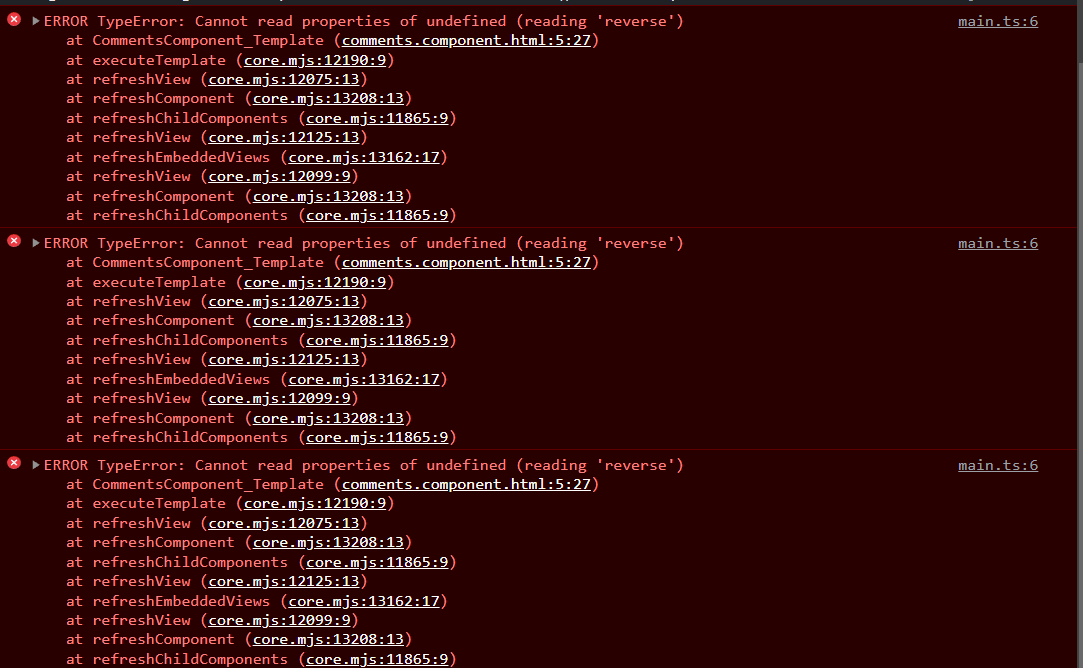 ERROR TypeError: Cannot read properties of undefined (reading 'reverse') main.ts:6
at CommentsComponent_Template (comments.component.html:5:27)
at executeTemplate (core.mjs:12190:9)
at refreshView (core.mjs:12075:13)
at refreshComponent (core.mjs:13208:13)
at refreshChildComponents (core.mjs:11865:9)
at refreshView (core.mjs:12125:13)
at refreshEmbeddedViews (core.mjs:13162:17)
at refreshView (core.mjs:12099:9)
at refreshComponent (core.mjs:13208:13)
at refreshChildComponents (core.mjs:11865:9)
ERROR TypeError: Cannot read properties of undefined (reading 'reverse') main.ts:6
at CommentsComponent_Template (comments.component.html:5:27)
at executeTemplate (core.mjs:12190:9)
at refreshView (core.mjs:12075:13)
at refreshComponent (core.mjs:13208:13)
at refreshChildComponents (core.mjs:11865:9)
at refreshView (core.mjs:12125:13)
at refreshEmbeddedViews (core.mjs:13162:17)
at refreshView (core.mjs:12099:9)
at refreshComponent (core.mjs:13208:13)
at refreshChildComponents (core.mjs:11865:9)
ERROR TypeError: Cannot read properties of undefined (reading 'reverse') main.ts:6
at CommentsComponent_Template (comments.component.html:5:27)
at executeTemplate (core.mjs:12190:9)
at refreshView (core.mjs:12075:13)
at refreshComponent (core.mjs:13208:13)
at refreshChildComponents (core.mjs:11865:9)
at refreshView (core.mjs:12125:13)
at refreshEmbeddedViews (core.mjs:13162:17)
at refreshView (core.mjs:12099:9)
at refreshComponent (core.mjs:13208:13)
at refreshChildComponents (core.mjs:11865:9)